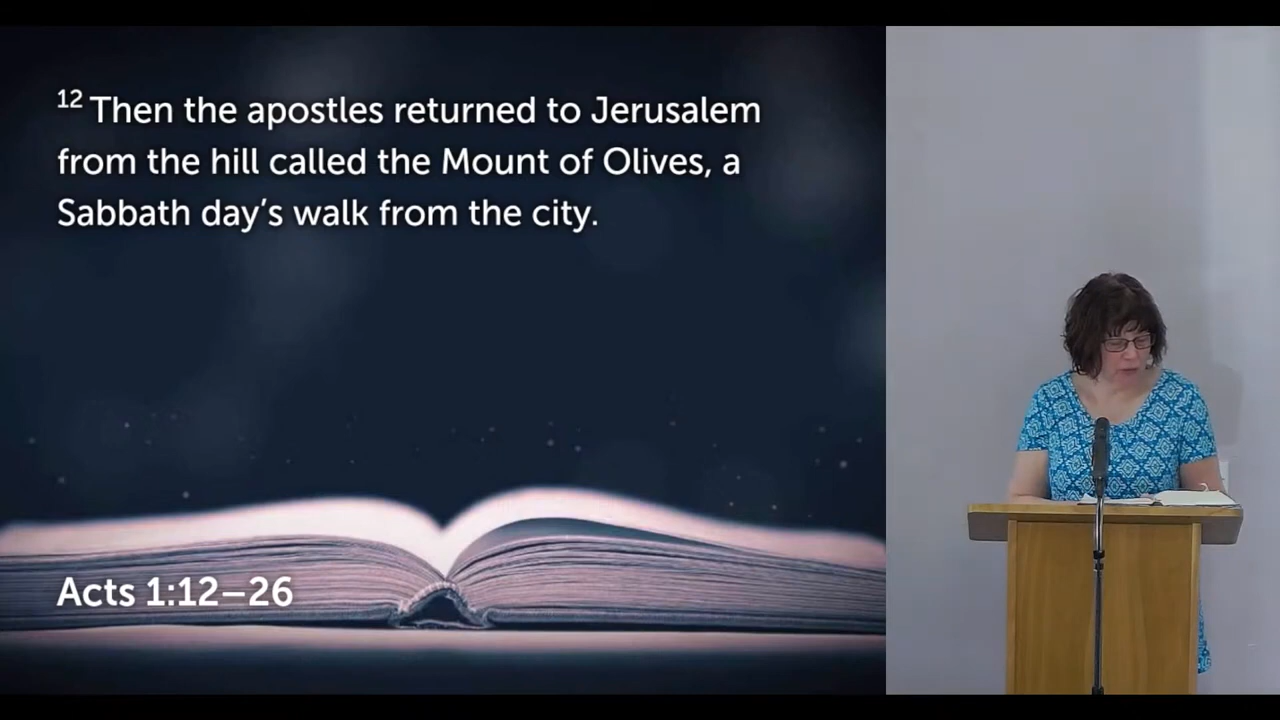 12 Then the apostles returned to Jerusalem
from the hill called the Mount of Olives, a
Sabbath day’s walk from the city.
Acts 1:12–26